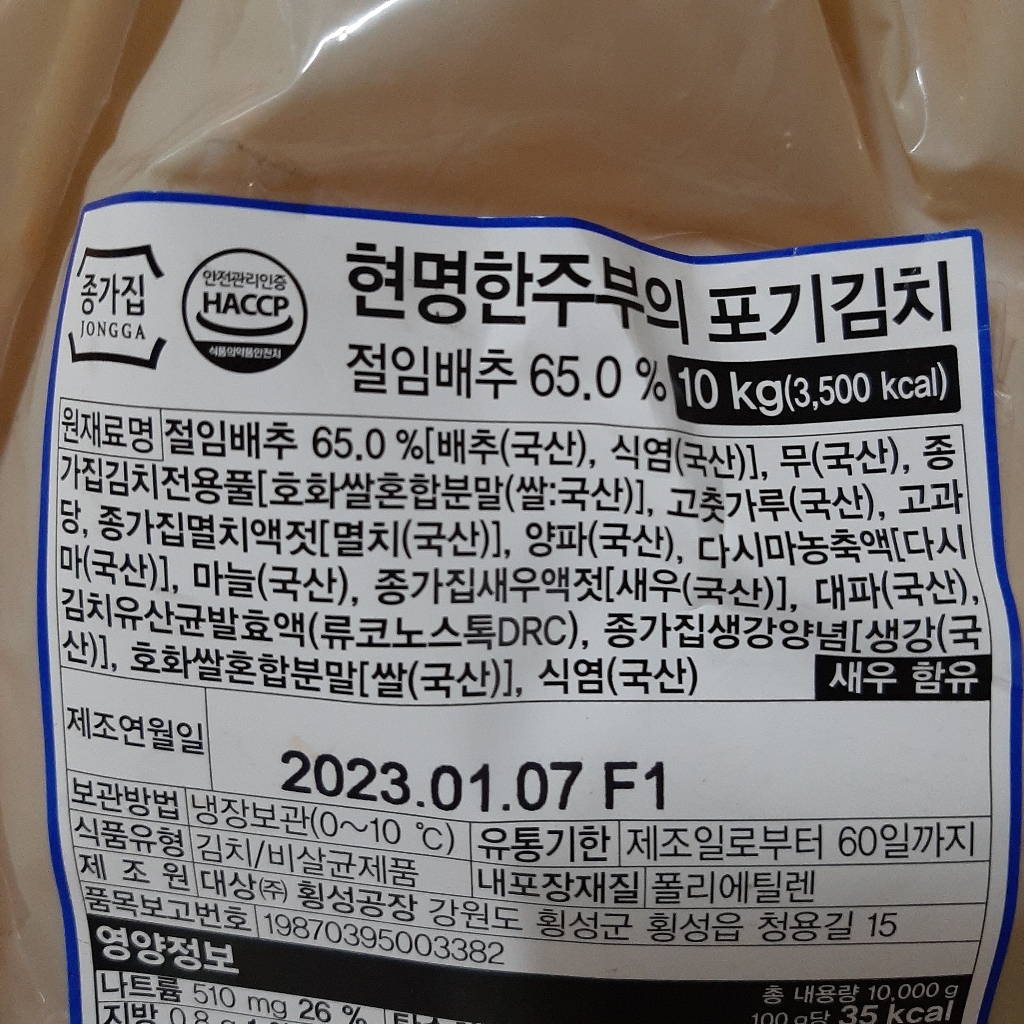 종가집
JONGGA
안전관리인증
HACCP
식품의약품안전처
현명한주부의 포기김치
절임배추 65.0 % 10 kg(3,500 kcal)
원재료명 절임배추 65.0 %[배추(국산), 식염(국산)], 무(국산), 종
가집김치전용풀[호화쌀혼합분말(쌀:국산)], 고춧가루(국산), 고과
당, 종가집멸치액젓[멸치(국산)], 양파(국산), 다시마농축액[다시
마(국산)], 마늘(국산), 종가집새우액젓[새우(국산)], 대파(국산),
김치유산균발효액(류코노스톡DRC), 종가집생강양념[생강(국
산)], 호화쌀혼합분말[쌀(국산)], 식염(국산) 새우 함유
제조연월일
2023.01.07 F1
보관방법 냉장보관(0~10 ℃) 유통기한 제조일로부터 60일까지
식품유형 김치/비살균제품 내포장재질 폴리에틸렌
제 조 원 대상㈜ 횡성공장 강원도 횡성군 횡성읍 청용길 15
품목보고번호 19870395003382
영양정보
총 내용량 10,000 g
100 g당 35 kcal
나트륨 510 mg 26 %
지방 0.8 g